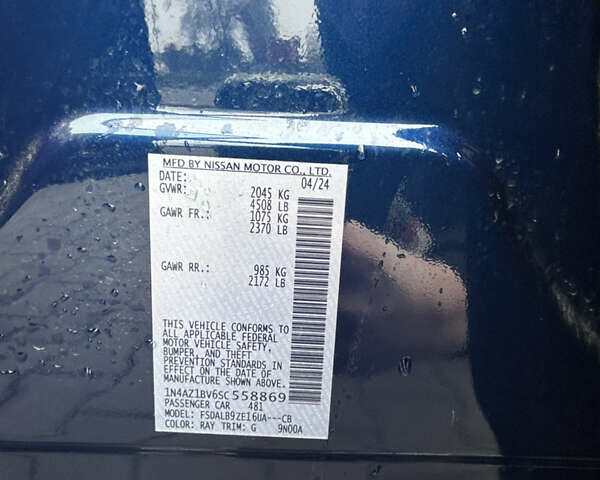 MFD BY NISSAN MOTOR CO., LTD.
DATE: 04/24
GVWR: 2045 KG
4508 LB
GAWR FR.: 1075 KG
2370 LB
GAWR RR.: 985 KG
2172 LB
THIS VEHICLE CONFORMS TO
ALL APPLICABLE FEDERAL
MOTOR VEHICLE SAFETY,
BUMPER, AND THEFT
PREVENTION STANDARDS IN
EFFECT ON THE DATE OF
MANUFACTURE SHOWN ABOVE.
1N4AZ1BV6SC558869
PASSENGER CAR 481
MODEL: FSDALB9ZE16UA---CB
COLOR: RAY TRIM: G 9N00A